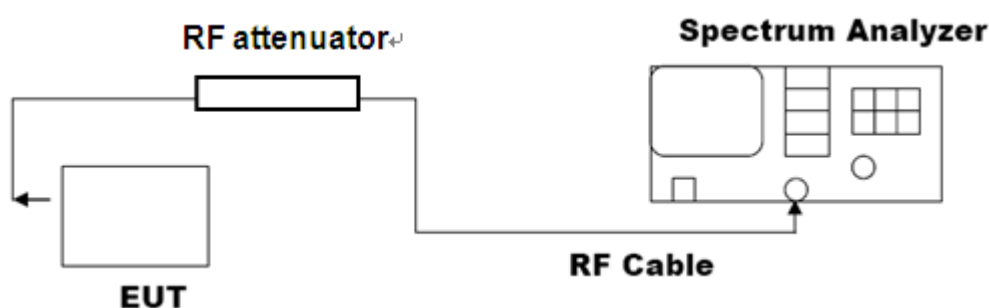 RF attenuator↵
Spectrum Analyzer
RF Cable
EUT